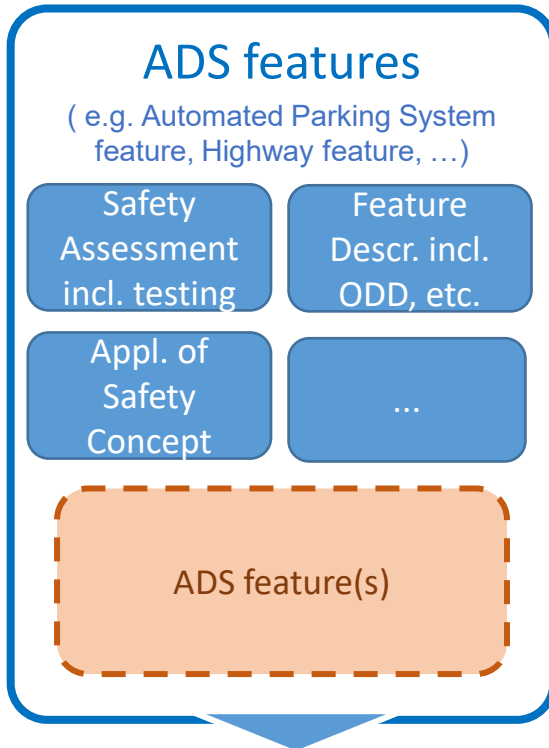 ADS features
( e.g. Automated Parking System
feature, Highway feature, …)
Safety
Assessment
incl. testing
Feature
Descr. incl.
ODD, etc.
Appl. of
Safety
Concept
...
ADS feature(s)